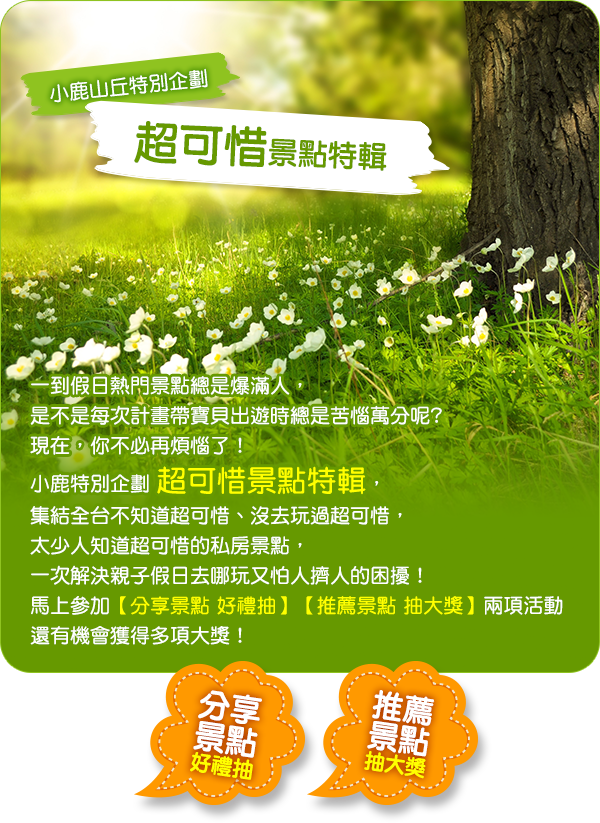 小鹿山丘特別企劃
超可惜景點特輯
一到假日熱門景點總是爆滿人，
是不是每次計畫帶寶貝出遊時總是苦惱萬分呢?
現在，你不必再煩惱了！
小鹿特別企劃 超可惜景點特輯，
集結全台不知道超可惜、沒去玩過超可惜，
太少人知道超可惜的私房景點，
一次解決親子假日去哪玩又怕人擠人的困擾！
馬上參加【分享景點 好禮抽】【推薦景點 抽大獎】兩項活動
還有機會獲得多項大獎！
分享
景點
好禮抽
推薦
景點
抽大獎